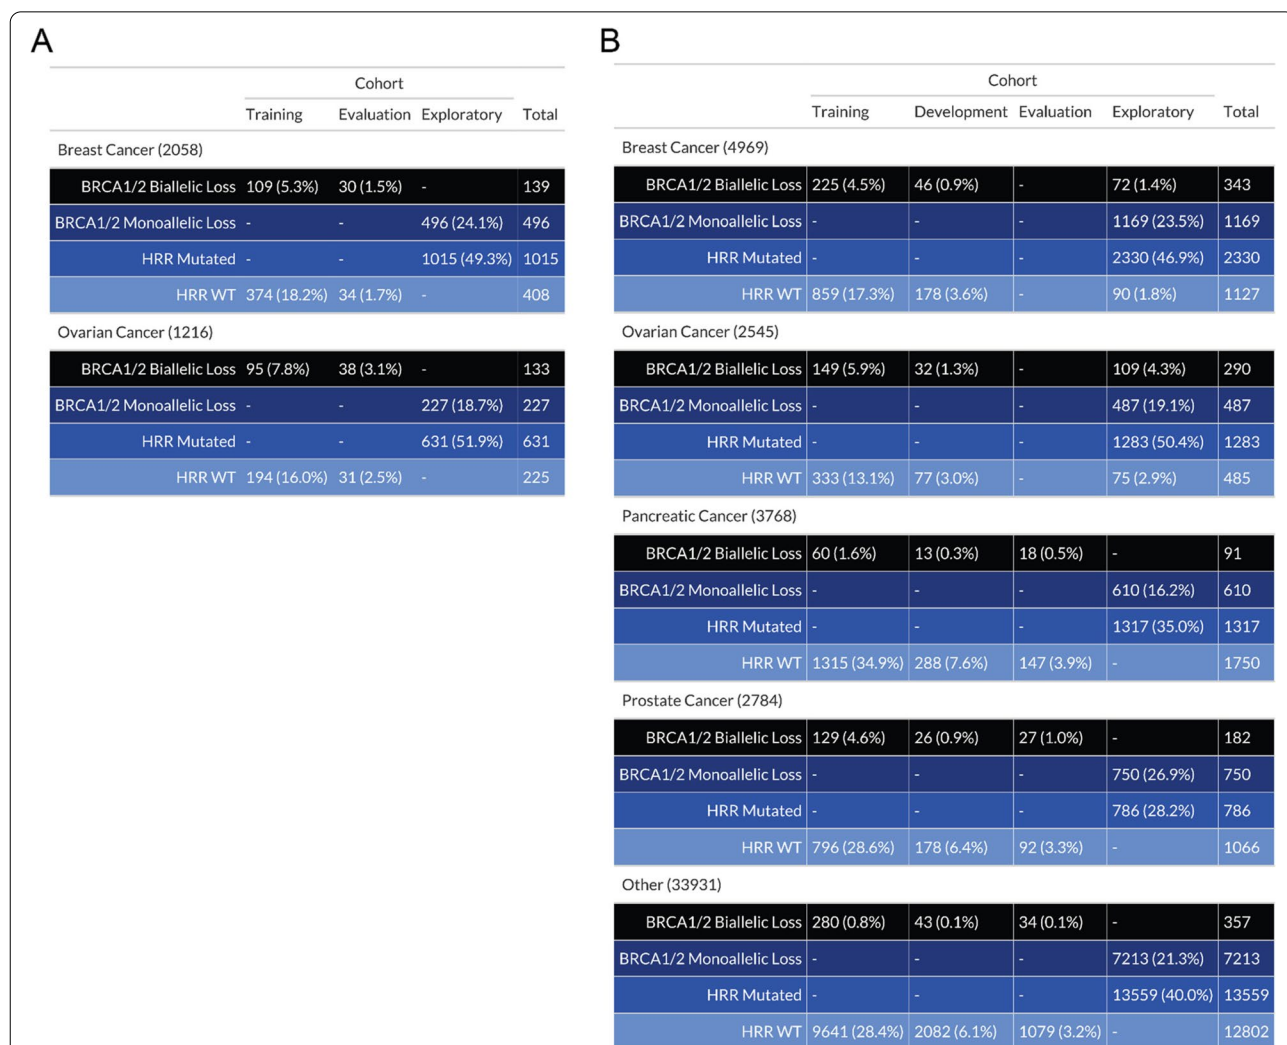 A
Cohort
Training Evaluation Exploratory Total
Breast Cancer (2058)
BRCA1/2 Biallelic Loss 109 (5.3%) 30 (1.5%) - 139
BRCA1/2 Monoallelic Loss - - 496 (24.1%) 496
HRR Mutated - - 1015 (49.3%) 1015
HRR WT 374 (18.2%) 34 (1.7%) - 408
Ovarian Cancer (1216)
BRCA1/2 Biallelic Loss 95 (7.8%) 38 (3.1%) - 133
BRCA1/2 Monoallelic Loss - - 227 (18.7%) 227
HRR Mutated - - 631 (51.9%) 631
HRR WT 194 (16.0%) 31 (2.5%) - 225
B
Cohort
Training Development Evaluation Exploratory Total
Breast Cancer (4969)
BRCA1/2 Biallelic Loss 225 (4.5%) 46 (0.9%) - 72 (1.4%) 343
BRCA1/2 Monoallelic Loss - - - 1169 (23.5%) 1169
HRR Mutated - - - 2330 (46.9%) 2330
HRR WT 859 (17.3%) 178 (3.6%) - 90 (1.8%) 1127
Ovarian Cancer (2545)
BRCA1/2 Biallelic Loss 149 (5.9%) 32 (1.3%) - 109 (4.3%) 290
BRCA1/2 Monoallelic Loss - - - 487 (19.1%) 487
HRR Mutated - - - 1283 (50.4%) 1283
HRR WT 333 (13.1%) 77 (3.0%) - 75 (2.9%) 485
Pancreatic Cancer (3768)
BRCA1/2 Biallelic Loss 60 (1.6%) 13 (0.3%) 18 (0.5%) - 91
BRCA1/2 Monoallelic Loss - - - 610 (16.2%) 610
HRR Mutated - - - 1317 (35.0%) 1317
HRR WT 1315 (34.9%) 288 (7.6%) 147 (3.9%) - 1750
Prostate Cancer (2784)
BRCA1/2 Biallelic Loss 129 (4.6%) 26 (0.9%) 27 (1.0%) - 182
BRCA1/2 Monoallelic Loss - - - 750 (26.9%) 750
HRR Mutated - - - 786 (28.2%) 786
HRR WT 796 (28.6%) 178 (6.4%) 92 (3.3%) - 1066
Other (33931)
BRCA1/2 Biallelic Loss 280 (0.8%) 43 (0.1%) 34 (0.1%) - 357
BRCA1/2 Monoallelic Loss - - - 7213 (21.3%) 7213
HRR Mutated - - - 13559 (40.0%) 13559
HRR WT 9641 (28.4%) 2082 (6.1%) 1079 (3.2%) - 12802